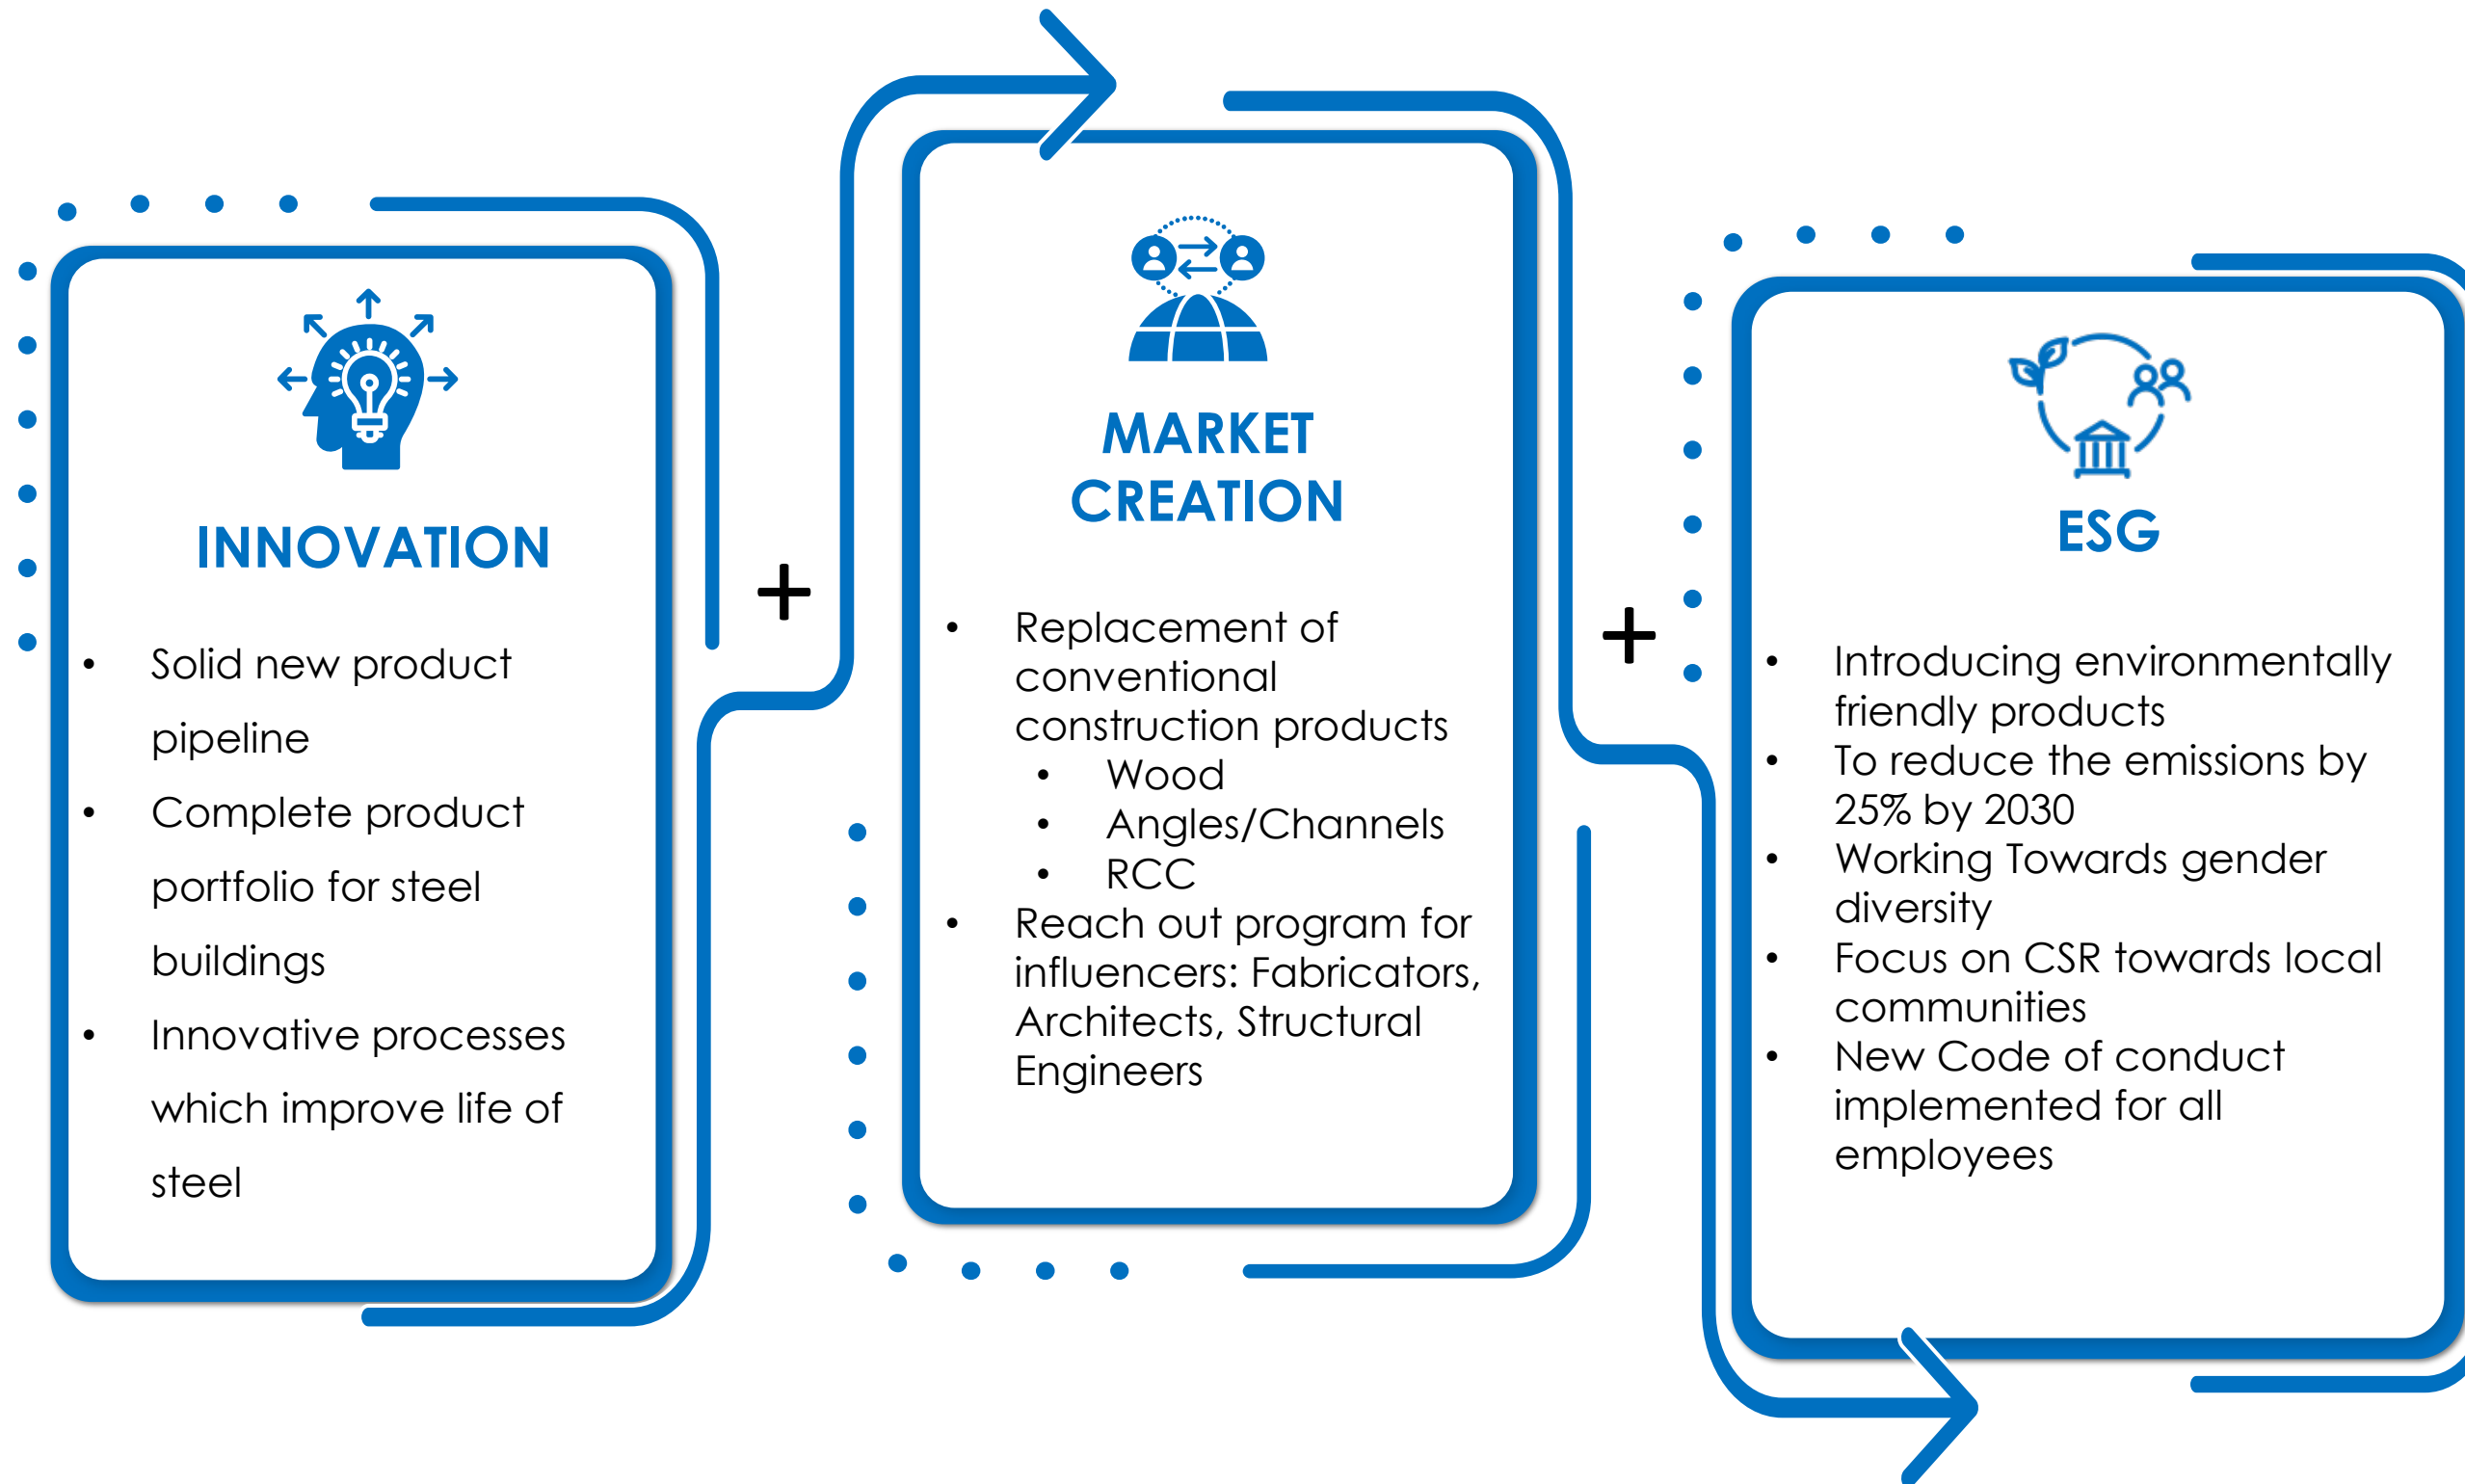 INNOVATION
• Solid new product
pipeline
• Complete product
portfolio for steel
buildings
• Innovative processes
which improve life of
steel
+
MARKET
CREATION
• Replacement of
conventional
construction products
• Wood
• Angles/Channels
• RCC
• Reach out program for
influencers: Fabricators,
Architects, Structural
Engineers
+
ESG
• Introducing environmentally
friendly products
• To reduce the emissions by
25% by 2030
• Working Towards gender
diversity
• Focus on CSR towards local
communities
• New Code of conduct
implemented for all
employees